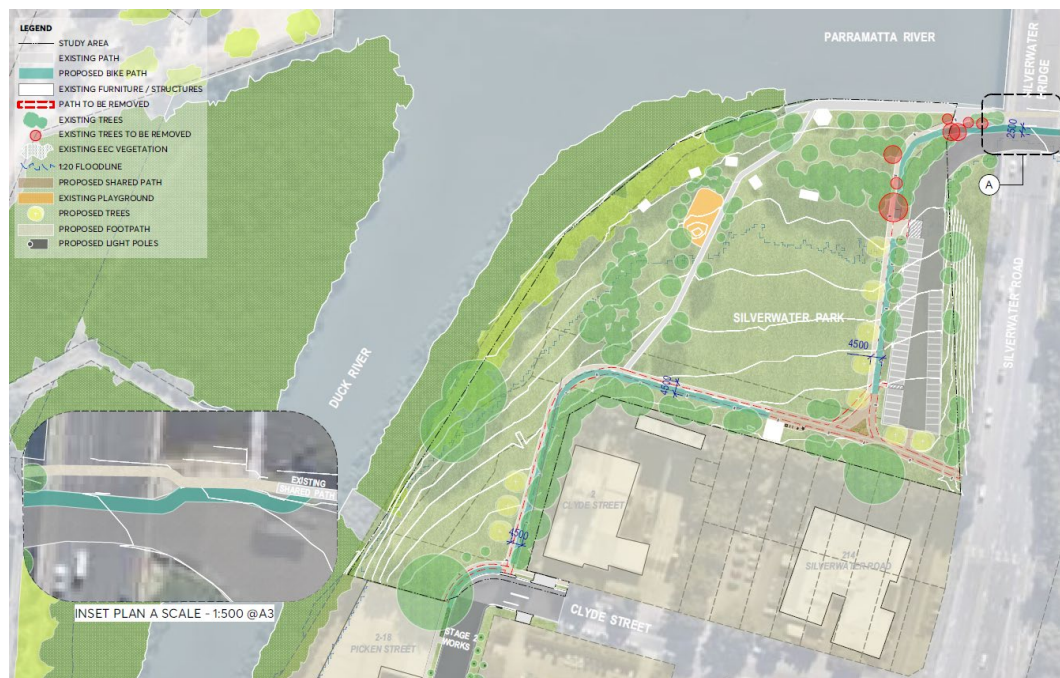 LEGEND
STUDY AREA
EXISTING PATH
PROPOSED BIKE PATH
EXISTING FURNITURE / STRUCTURES
PATH TO BE REMOVED
EXISTING TREES
EXISTING TREES TO BE REMOVED
EXISTING EEC VEGETATION
1:20 FLOODLINE
PROPOSED SHARED PATH
EXISTING PLAYGROUND
PROPOSED TREES
PROPOSED FOOTPATH
PROPOSED LIGHT POLES
PARRAMATTA RIVER
SILVERWATER
BRIDGE
2500
A
SILVERWATER ROAD
DUCK RIVER
SILVERWATER PARK
4500
4500
4500
2
CLYDE STREET
214
SILVERWATER ROAD
CLYDE STREET
STAGE 2
WORKS
2-18
PICKEN STREET
EXISTING
SHARED PATH
INSET PLAN A SCALE - 1:500 @A3